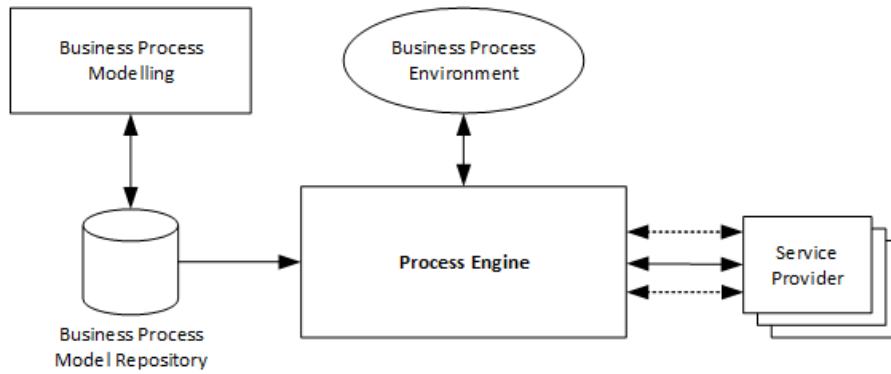 Business Process
Modelling
Business Process
Environment
Process Engine
Service
Provider
Business Process
Model Repository